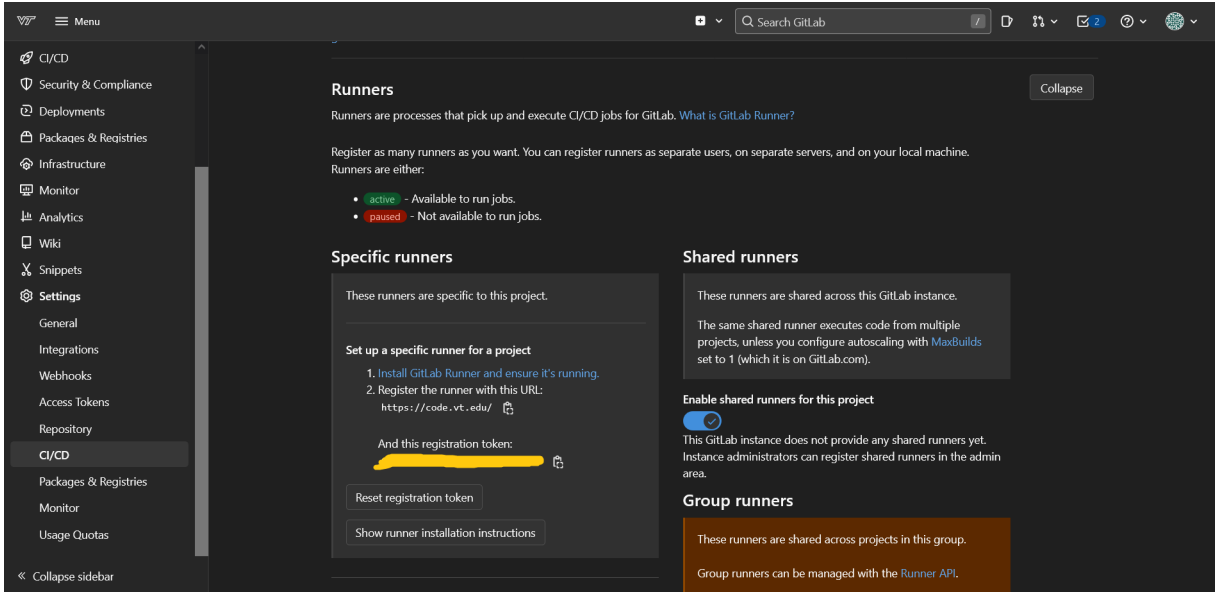 Menu
Search GitLab
/
2
CI/CD
Security & Compliance
Deployments
Packages & Registries
Infrastructure
Monitor
Analytics
Wiki
Snippets
Settings
General
Integrations
Webhooks
Access Tokens
Repository
CI/CD
Packages & Registries
Monitor
Usage Quotas
Collapse sidebar
Runners
Collapse
Runners are processes that pick up and execute CI/CD jobs for GitLab. What is GitLab Runner?
Register as many runners as you want. You can register runners as separate users, on separate servers, and on your local machine.
Runners are either:
active - Available to run jobs.
paused - Not available to run jobs.
Specific runners
These runners are specific to this project.
Set up a specific runner for a project
1. Install GitLab Runner and ensure it's running.
2. Register the runner with this URL:
https://code.vt.edu/
And this registration token:
Reset registration token
Show runner installation instructions
Shared runners
These runners are shared across this GitLab instance.
The same shared runner executes code from multiple
projects, unless you configure autoscaling with MaxBuilds
set to 1 (which it is on GitLab.com).
Enable shared runners for this project
This GitLab instance does not provide any shared runners yet.
Instance administrators can register shared runners in the admin
area.
Group runners
These runners are shared across projects in this group.
Group runners can be managed with the Runner API.